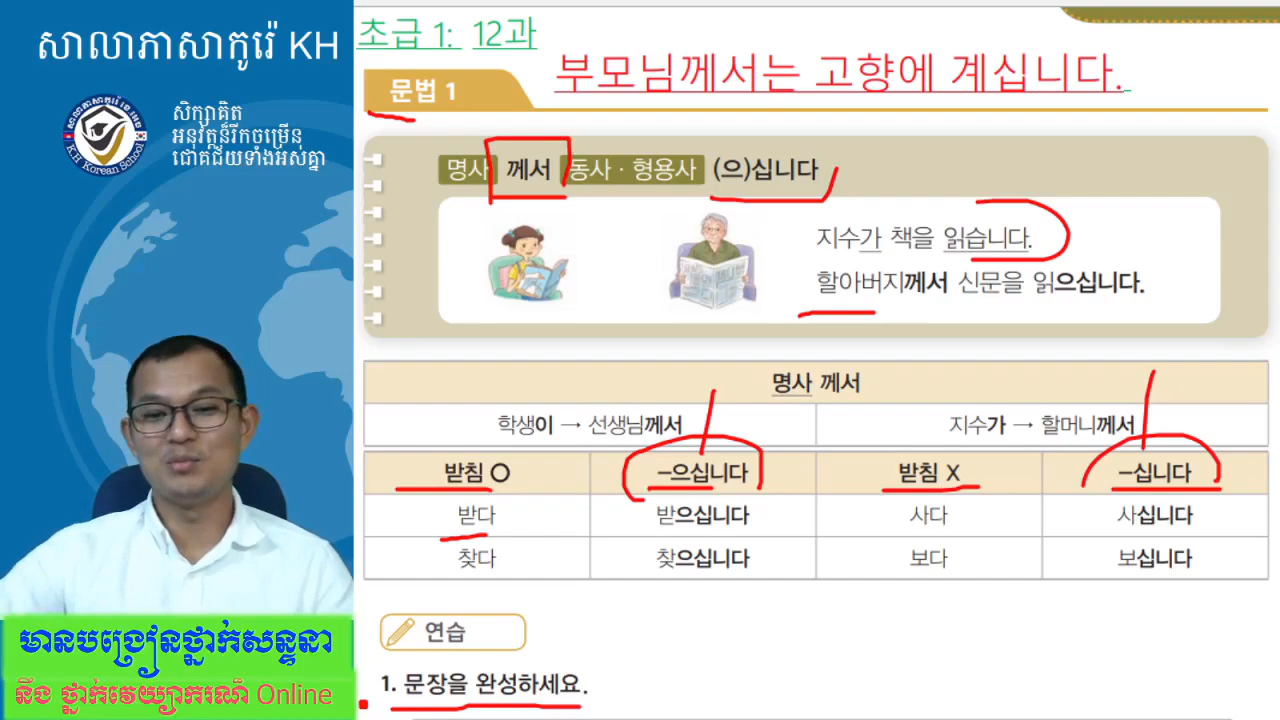 សាលាភាសាកូរ៉េ KH
សិក្សាគិត
អនុវត្តន៍រីកចម្រើន
ជោគជ័យទាំងអស់គ្នា
K.H Korean School
មានបង្រៀនថ្នាក់សន្ទនា
និង ថ្នាក់វេយ្យាករណ៍ Online
초급 1: 12과
부모님께서는 고향에 계십니다.
문법 1
명사 께서 동사 · 형용사 (으)십니다
지수가 책을 읽습니다.
할아버지께서 신문을 읽으십니다.
명사 께서
학생이 → 선생님께서 지수가 → 할머니께서
받침 O –으십니다 받침 X –십니다
받다 받으십니다 사다 사십니다
찾다 찾으십니다 보다 보십니다
연습
1. 문장을 완성하세요.